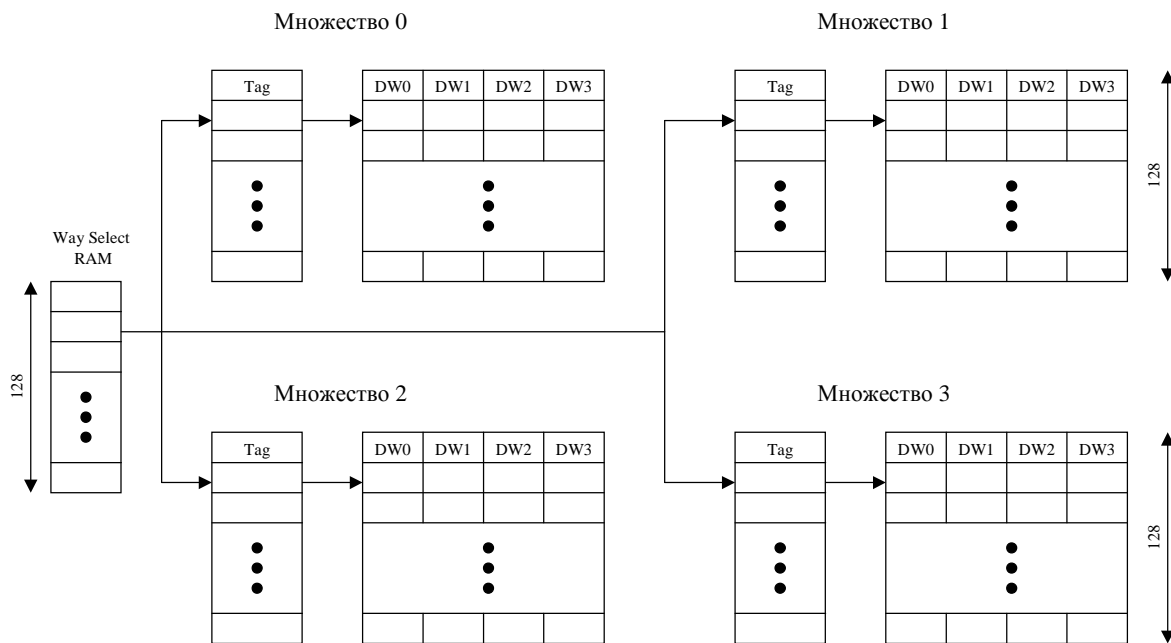 Множество 0
Множество 1
Tag
DW0 DW1 DW2 DW3
Tag
DW0 DW1 DW2 DW3
128
Way Select
RAM
128
Множество 2
Множество 3
Tag
DW0 DW1 DW2 DW3
Tag
DW0 DW1 DW2 DW3
128